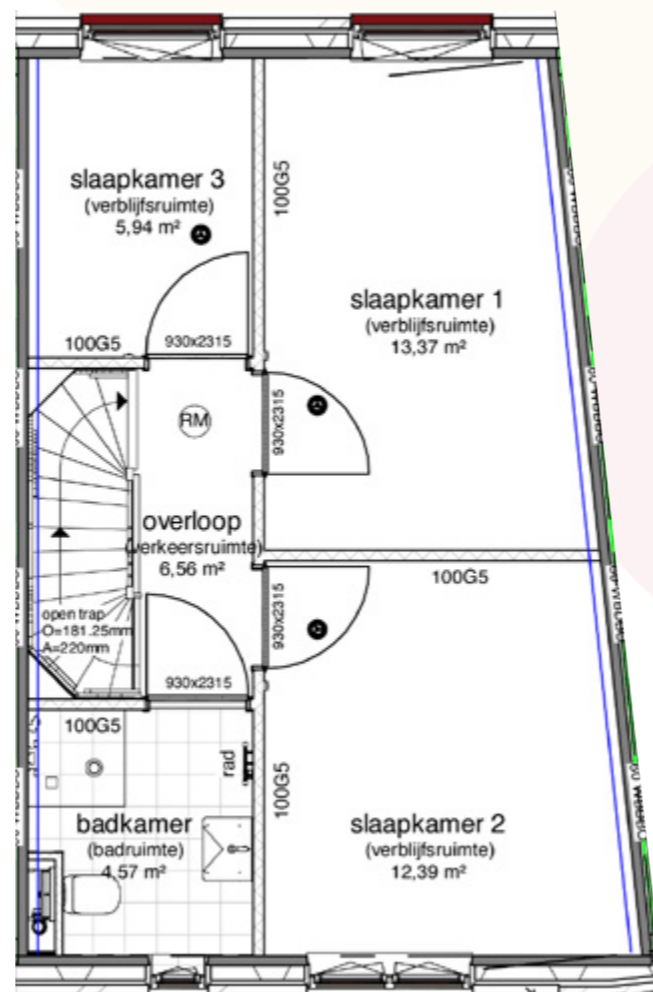 slaapkamer 3
(verblijfsruimte)
5,94 m²
100G5
slaapkamer 1
(verblijfsruimte)
13,37 m²
100G5
930x2315
RM
930x2315
overloop
(verkeersruimte)
6,56 m²
100G5
open trap
O=181.25mm
A=220mm
930x2315
930x2315
100G5
rad
100G5
badkamer
(badruimte)
4,57 m²
slaapkamer 2
(verblijfsruimte)
12,39 m²